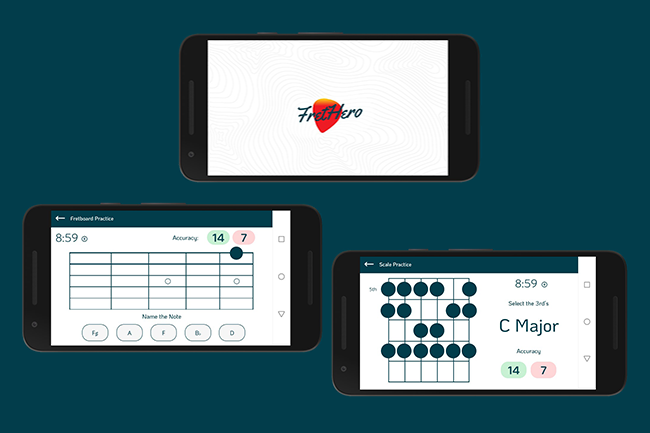 FretHero
Fretboard Practice
8:59
Accuracy:
14
7
Name the Note
A
F
B♭
D
Scale Practice
5th
8:59
Select the 3rd's
C Major
Accuracy
14
7